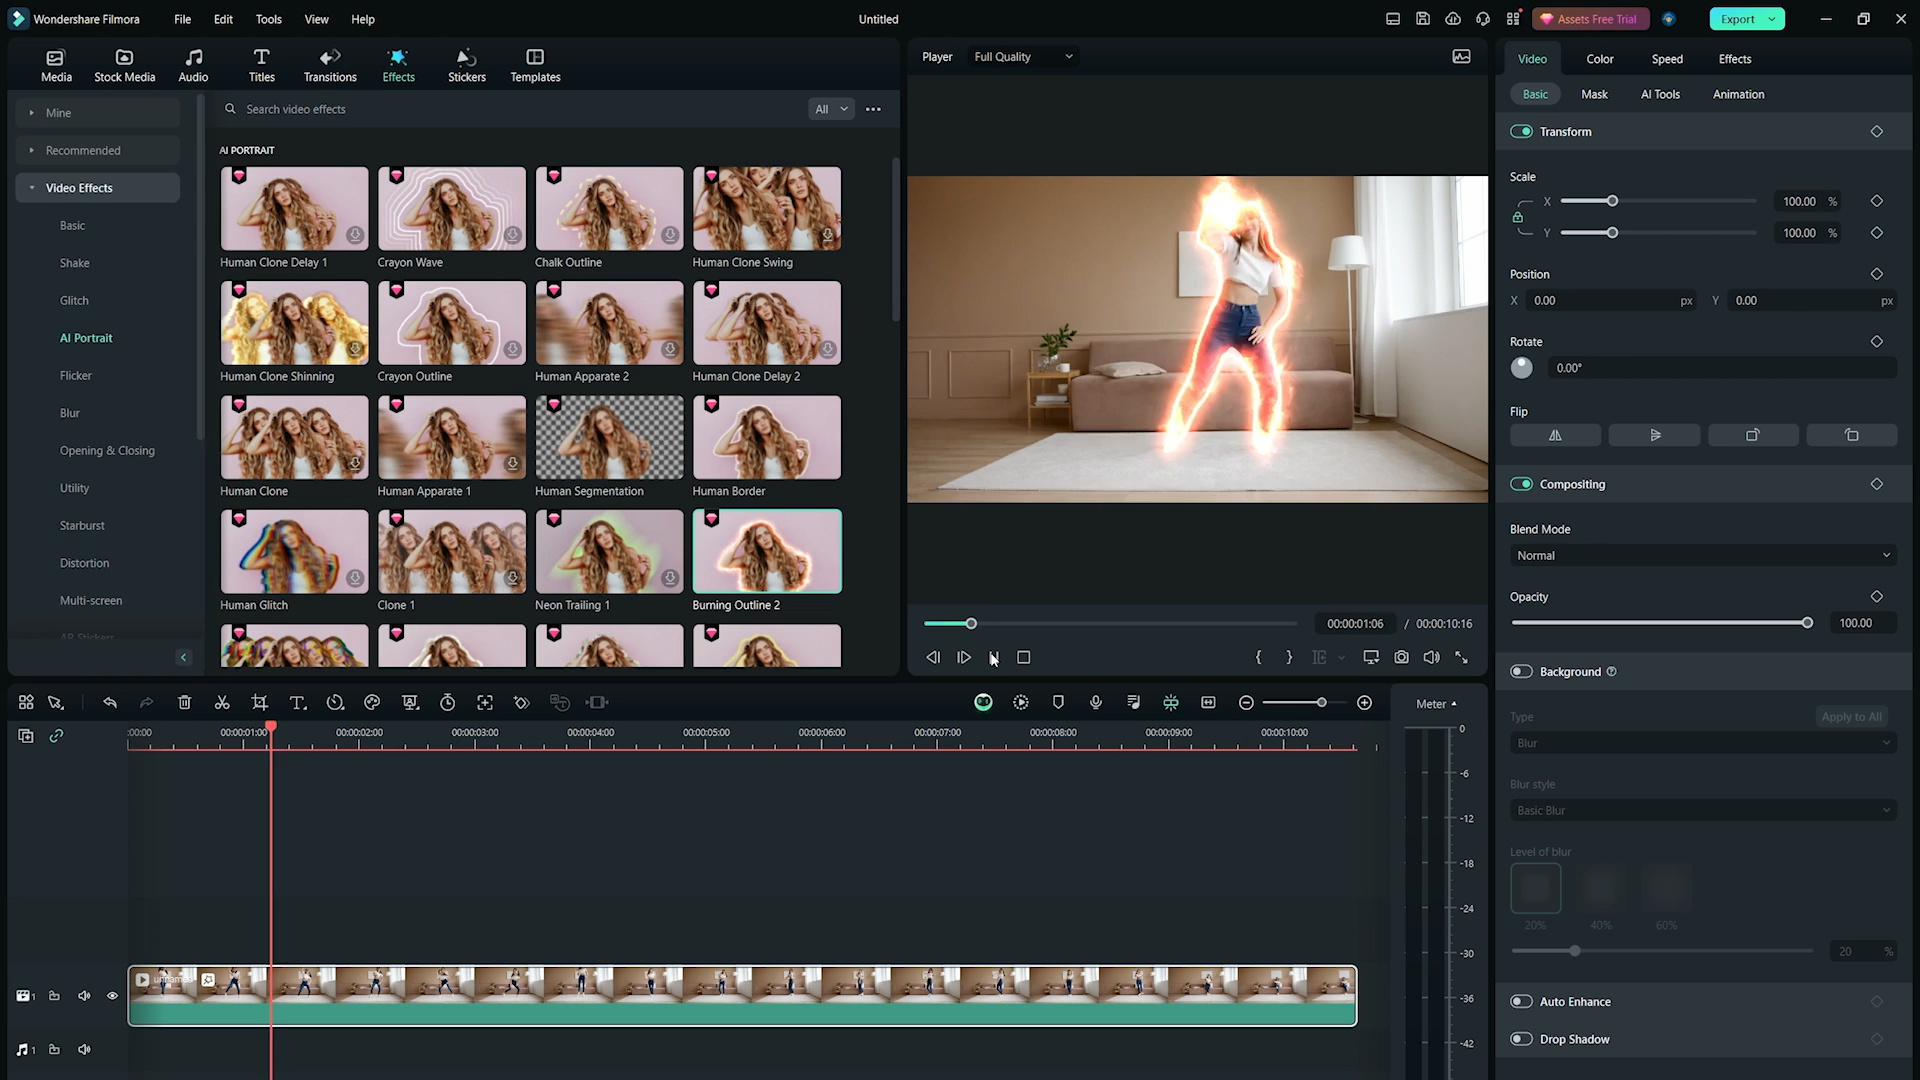 Wondershare Filmora
File
Edit
Tools
View
Help
Untitled
Assets Free Trial
Export
Media
Stock Media
Audio
Titles
Transitions
Effects
Stickers
Templates
Player
Full Quality
Video
Color
Speed
Effects
Mine
Recommended
Video Effects
Basic
Shake
Glitch
AI Portrait
Flicker
Blur
Opening & Closing
Utility
Starburst
Distortion
Multi-screen
AR Stickers
Search video effects
All
AI PORTRAIT
Human Clone Delay 1
Crayon Wave
Chalk Outline
Human Clone Swing
Human Clone Shinning
Crayon Outline
Human Apparate 2
Human Clone Delay 2
Human Clone
Human Apparate 1
Human Segmentation
Human Border
Human Glitch
Clone 1
Neon Trailing 1
Burning Outline 2
00:00:01:06 / 00:00:10:16
Basic
Mask
AI Tools
Animation
Transform
Scale
X 100.00 %
Y 100.00 %
Position
X 0.00 px Y 0.00 px
Rotate
0.00°
Flip
Compositing
Blend Mode
Normal
Opacity
100.00
Background
Type
Apply to All
Blur
Blur style
Basic Blur
Level of blur
20% 40% 60%
20 %
Auto Enhance
Drop Shadow
Meter
:00:00 00:00:01:00 00:00:02:00 00:00:03:00 00:00:04:00 00:00:05:00 00:00:06:00 00:00:07:00 00:00:08:00 00:00:09:00 00:00:10:00
0
-6
-12
-18
-24
-30
-36
-42
1
1